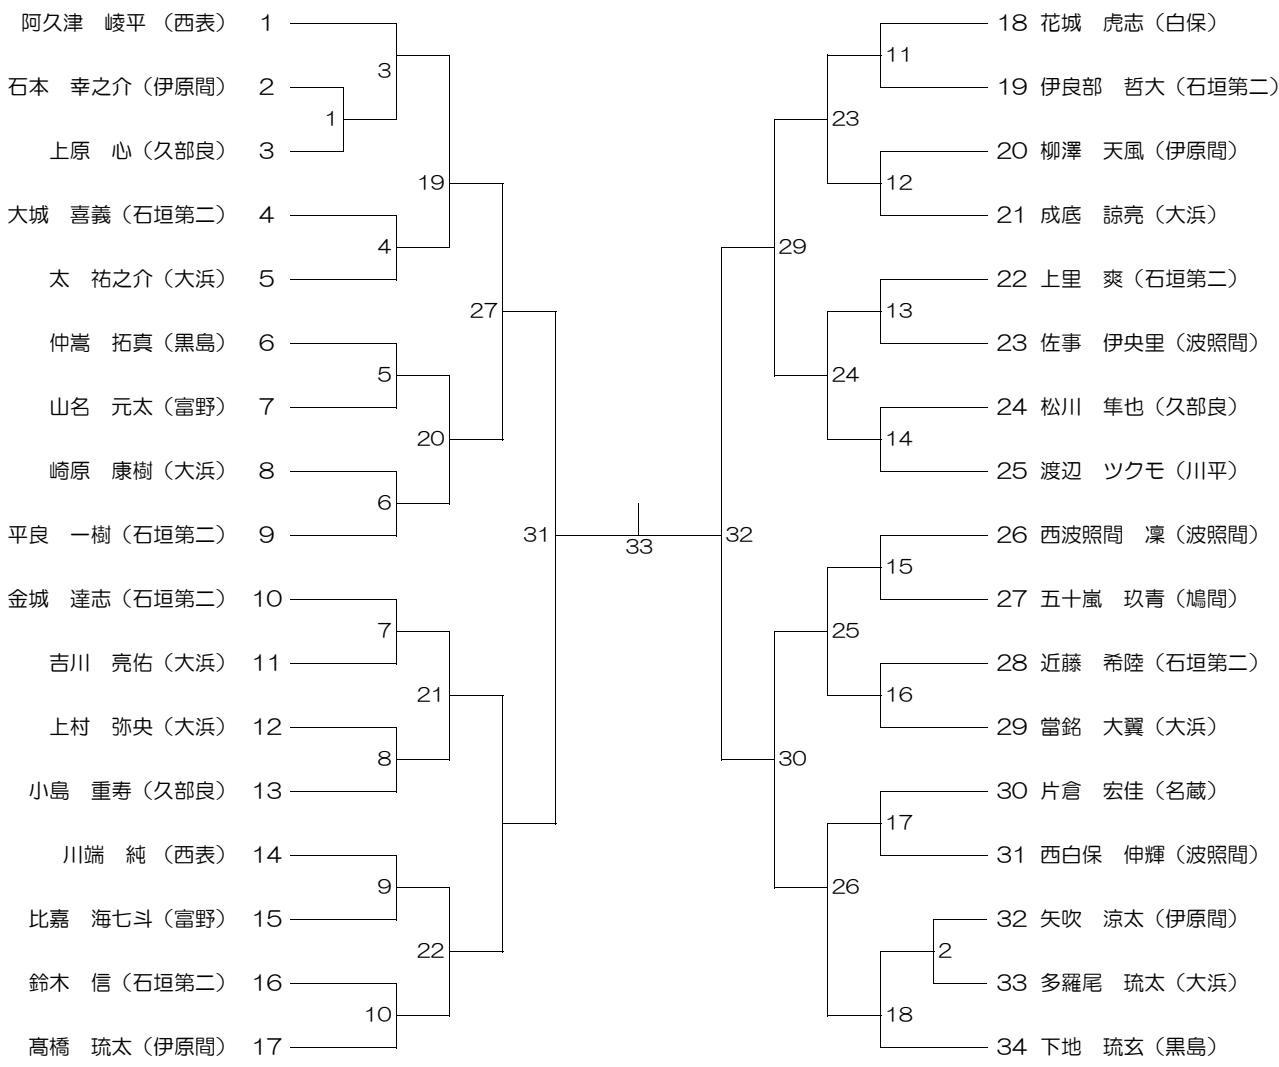 阿久津　崚平 （西表） 1
石本　幸之介（伊原間） 2
上原　心（久部良） 3
大城　喜義（石垣第二） 4
太　祐之介（大浜） 5
仲嵩　拓真（黒島） 6
山名　元太（富野） 7
崎原　康樹（大浜） 8
平良　一樹（石垣第二） 9
金城　達志（石垣第二） 10
吉川　亮佑（大浜） 11
上村　弥央（大浜） 12
小島　重寿（久部良） 13
川端　純 （西表） 14
比嘉　海七斗（富野） 15
鈴木　信（石垣第二） 16
髙橋　琉太（伊原間） 17
1
3
4
5
6
7
8
9
10
19
20
21
22
27
31
33
32
29
30
23
24
25
26
11
12
13
14
15
16
17
2
18
18 花城　虎志（白保）
19 伊良部　哲大（石垣第二）
20 柳澤　天風（伊原間）
21 成底　諒亮（大浜）
22 上里　爽（石垣第二）
23 佐事　伊央里（波照間）
24 松川　隼也（久部良）
25 渡辺　ツクモ（川平）
26 西波照間　凜（波照間）
27 五十嵐　玖青（鳩間）
28 近藤　希陸（石垣第二）
29 當銘　大翼（大浜）
30 片倉　宏佳（名蔵）
31 西白保　伸輝（波照間）
32 矢吹　涼太（伊原間）
33 多羅尾　琉太（大浜）
34 下地　琉玄（黒島）